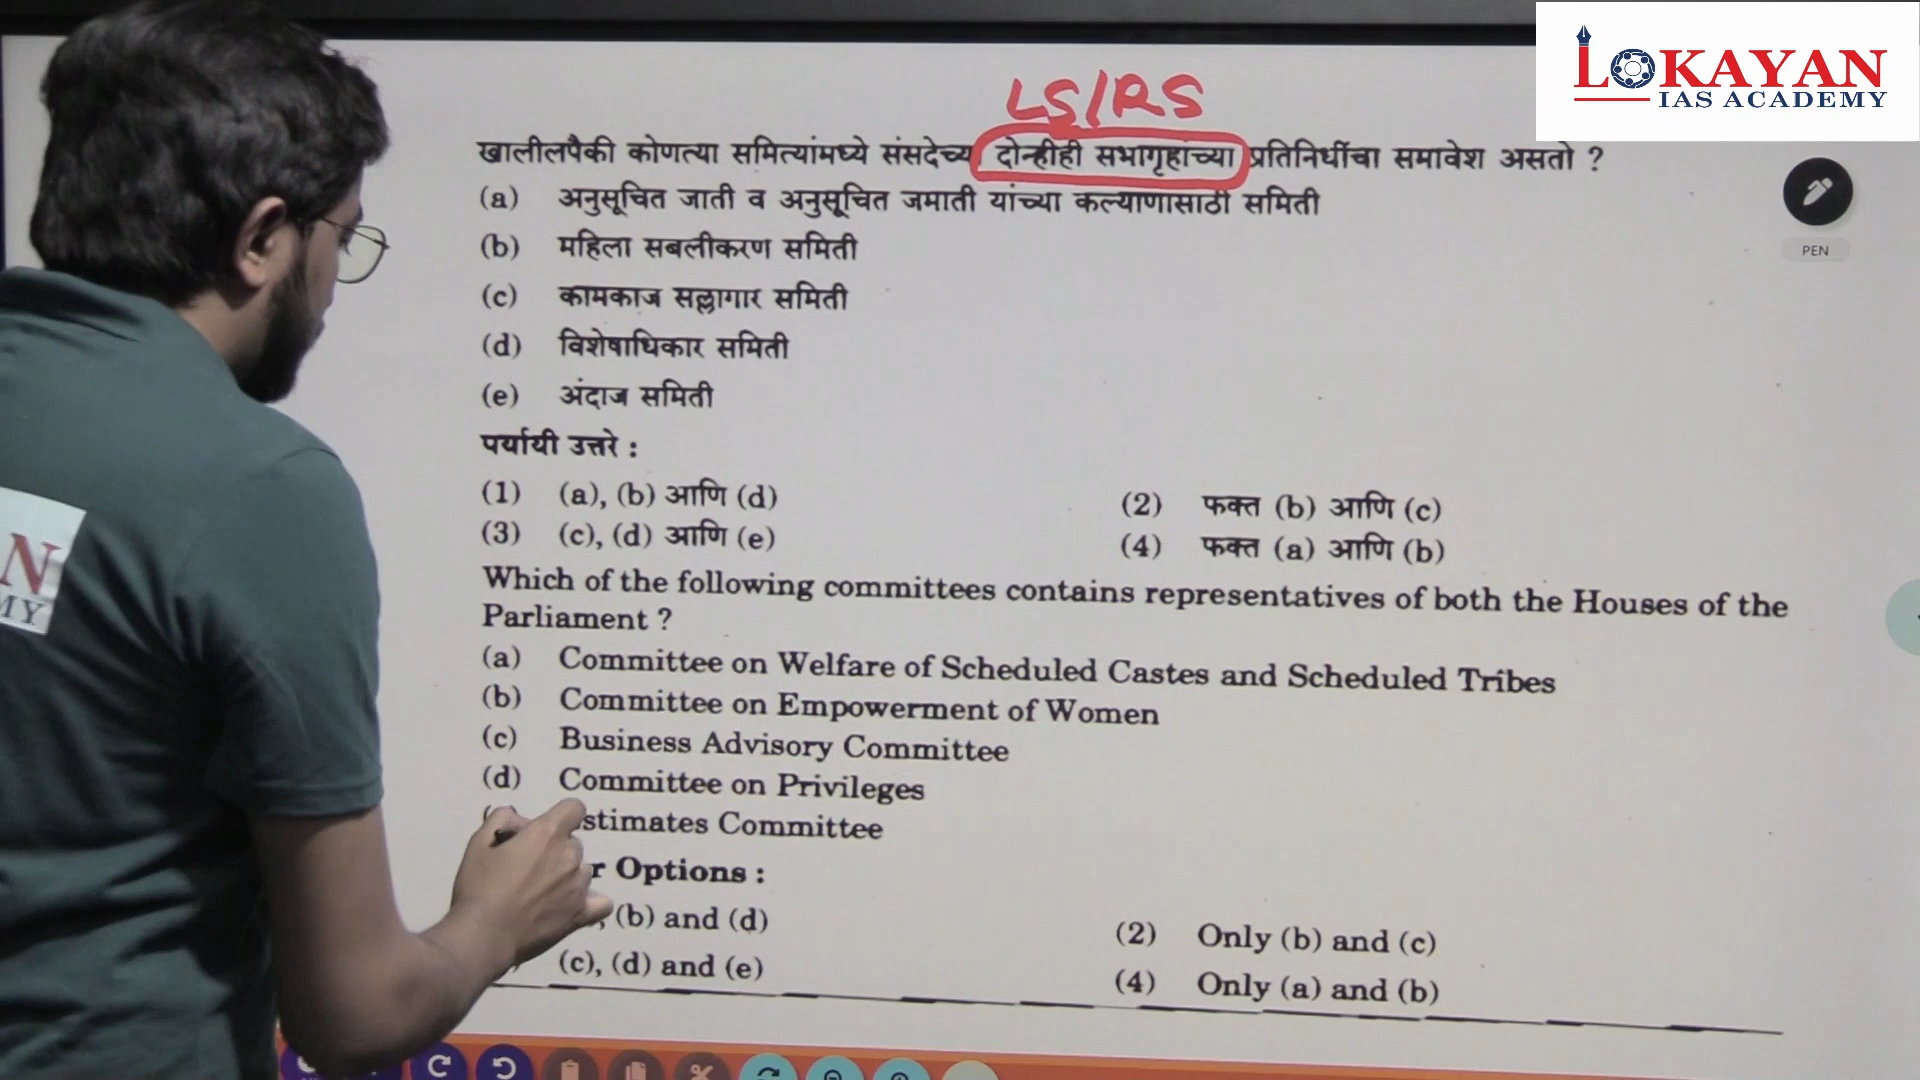 LOKAYAN
IAS ACADEMY
LS/RS
खालीलपैकी कोणत्या समित्यांमध्ये संसदेच्या दोन्हीही सभागृहांच्या प्रतिनिधींचा समावेश असतो ?
(a) अनुसूचित जाती व अनुसूचित जमाती यांच्या कल्याणासाठी समिती
(b) महिला सबलीकरण समिती
(c) कामकाज सल्लागार समिती
(d) विशेषाधिकार समिती
(e) अंदाज समिती
पर्यायी उत्तरे :
(1) (a), (b) आणि (d)
(2) फक्त (b) आणि (c)
(3) (c), (d) आणि (e)
(4) फक्त (a) आणि (b)
Which of the following committees contains representatives of both the Houses of the
Parliament ?
(a) Committee on Welfare of Scheduled Castes and Scheduled Tribes
(b) Committee on Empowerment of Women
(c) Business Advisory Committee
(d) Committee on Privileges
stimates Committee
r Options :
, (b) and (d)
(2) Only (b) and (c)
(c), (d) and (e)
(4) Only (a) and (b)
PEN
N
MY